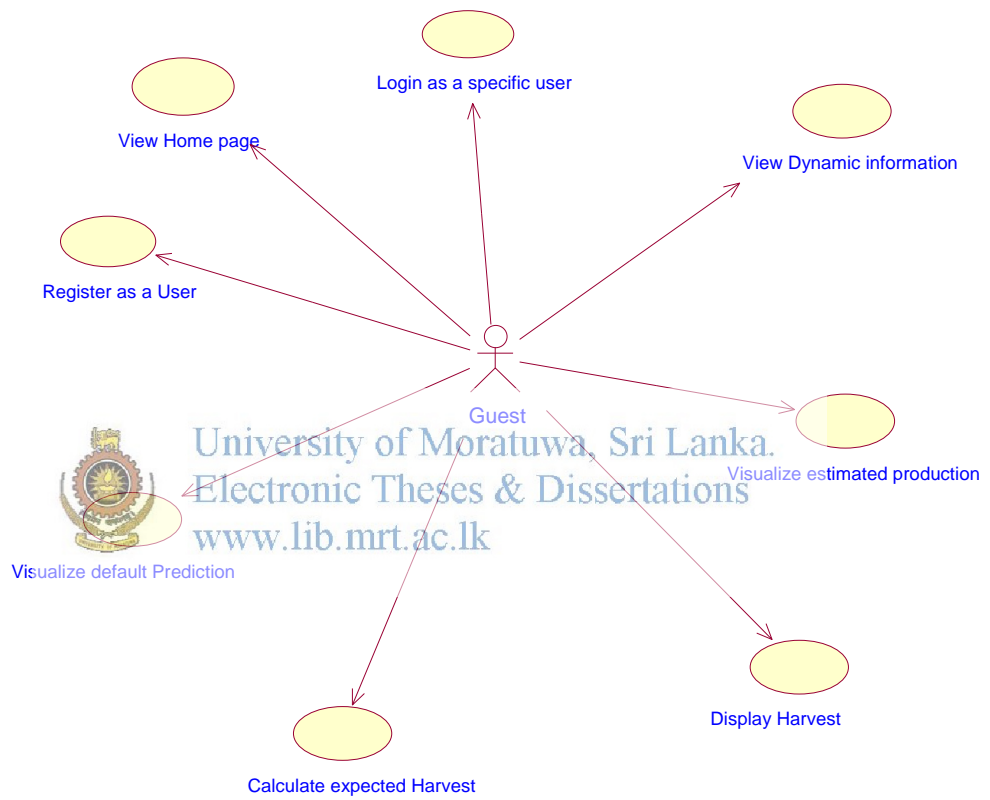 Login as a specific user
View Home page
View Dynamic information
Register as a User
Guest
University of Moratuwa, Sri Lanka.
Electronic Theses & Dissertations
www.lib.mrt.ac.lk
Visualize estimated production
Visualize default Prediction
Display Harvest
Calculate expected Harvest